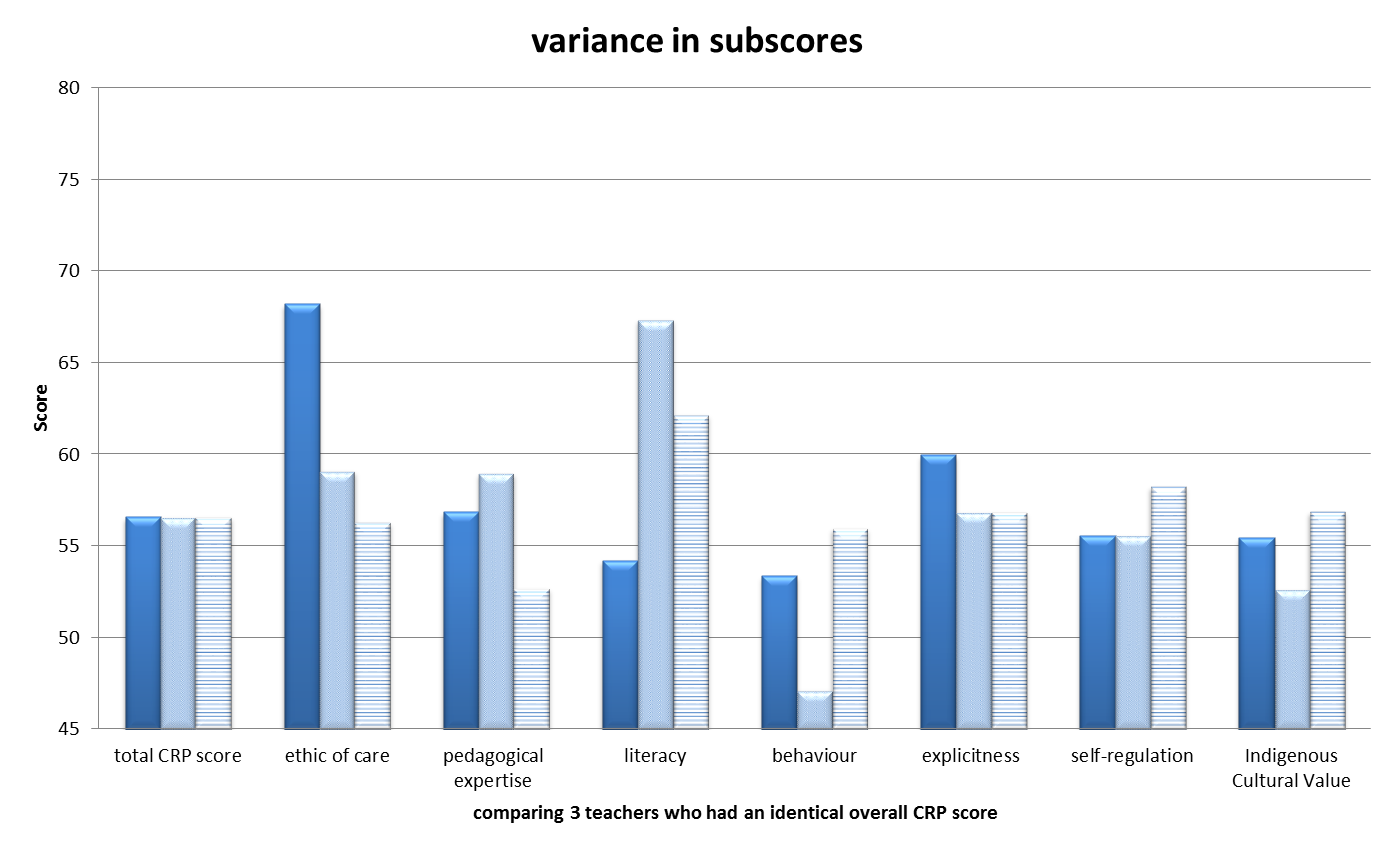 variance in subscores
80
75
70
65
60
55
50
45
Score
total CRP score
ethic of care
pedagogical
expertise
literacy
behaviour
explicitness
self-regulation
Indigenous
Cultural Value
comparing 3 teachers who had an identical overall CRP score